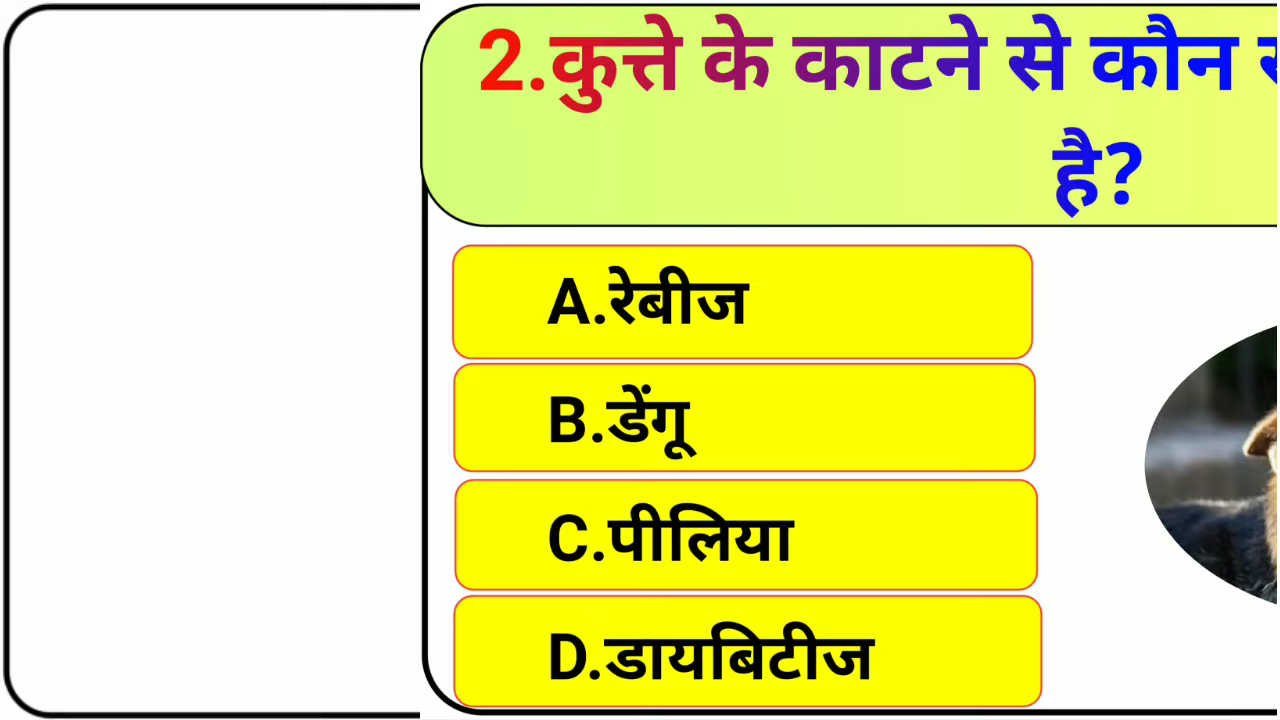 2.कुत्ते के काटने से कौन
है?
A.रेबीज
B.डेंगू
C.पीलिया
D.डायबिटीज